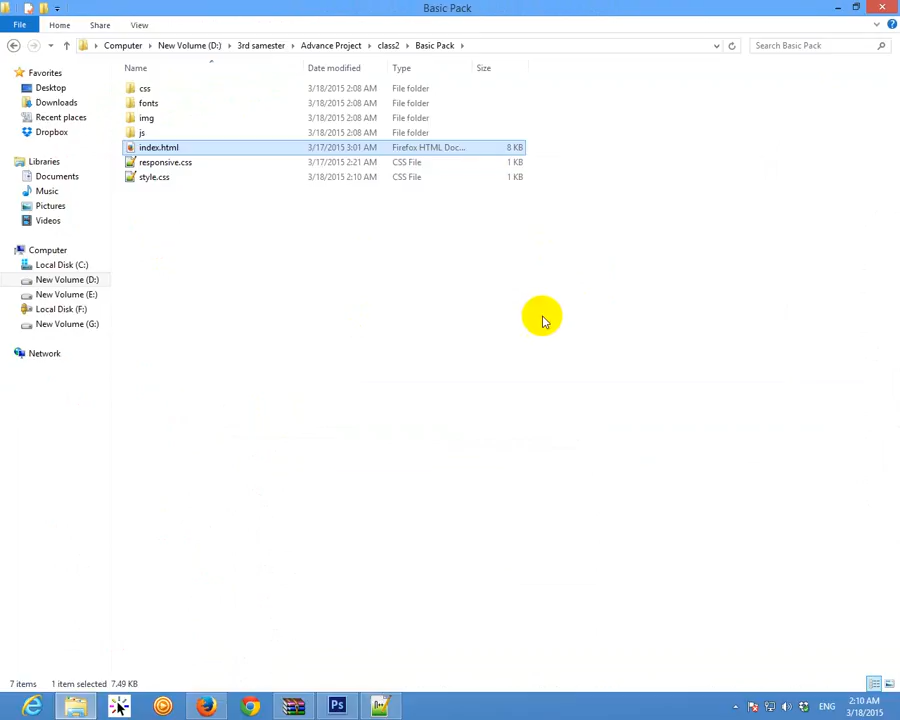 Basic Pack
File Home Share View
Computer New Volume (D:) 3rd samester Advance Project class2 Basic Pack Search Basic Pack
Name Date modified Type Size
Favorites
Desktop
Downloads
Recent places
Dropbox
Libraries
Documents
Music
Pictures
Videos
Computer
Local Disk (C:)
New Volume (D:)
New Volume (E:)
Local Disk (F:)
New Volume (G:)
Network
css 3/18/2015 2:08 AM File folder
fonts 3/18/2015 2:08 AM File folder
img 3/18/2015 2:08 AM File folder
js 3/18/2015 2:08 AM File folder
index.html 3/17/2015 3:01 AM Firefox HTML Doc... 8 KB
responsive.css 3/17/2015 2:21 AM CSS File 1 KB
style.css 3/18/2015 2:10 AM CSS File 1 KB
7 items 1 item selected 7.49 KB
Ps
ENG
2:10 AM
3/18/2015